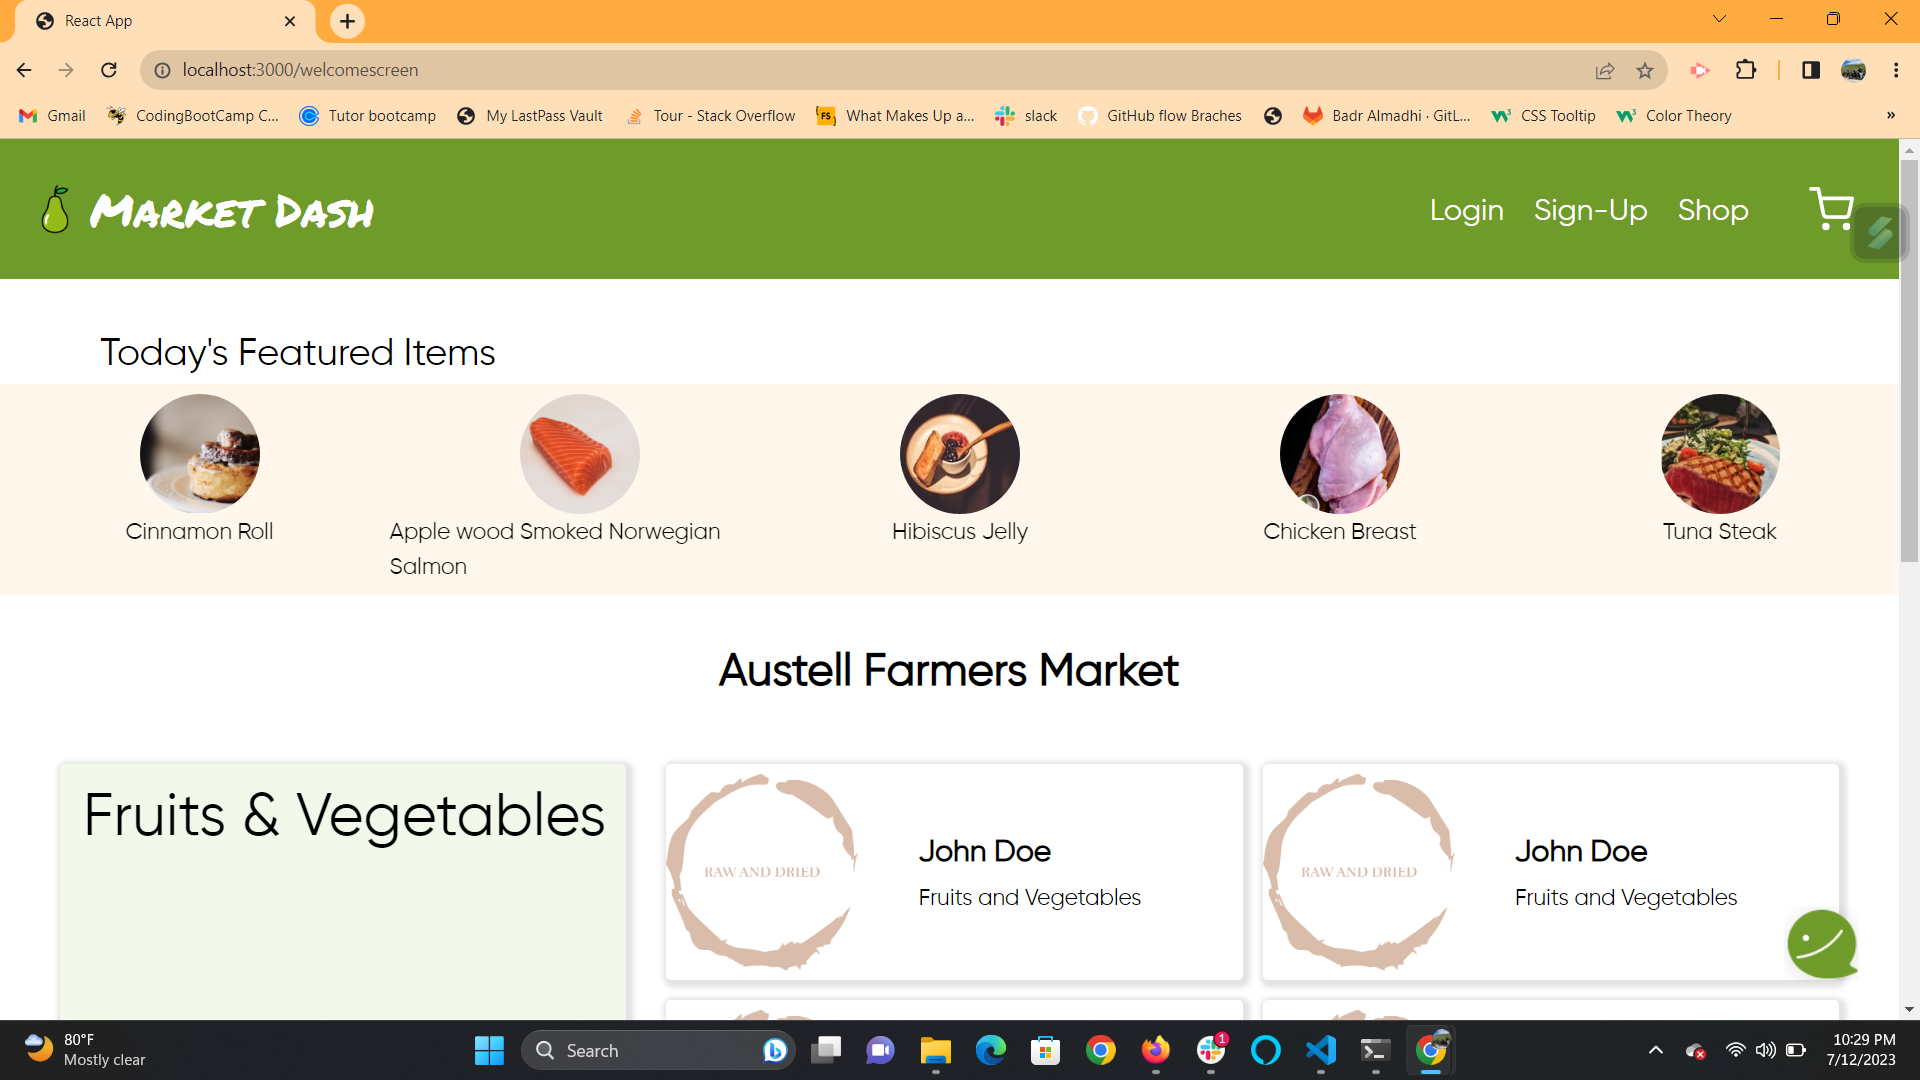 React App
localhost:3000/welcomescreen
Gmail
CodingBootCamp C...
Tutor bootcamp
My LastPass Vault
Tour - Stack Overflow
FS
What Makes Up a...
slack
GitHub flow Braches
Badr Almadhi · GitL...
CSS Tooltip
Color Theory
»
Market Dash
Login
Sign-Up
Shop
Today's Featured Items
Cinnamon Roll
Apple wood Smoked Norwegian
Salmon
Hibiscus Jelly
Chicken Breast
Tuna Steak
Austell Farmers Market
Fruits & Vegetables
RAW AND DRIED
John Doe
Fruits and Vegetables
RAW AND DRIED
John Doe
Fruits and Vegetables
80°F
Mostly clear
Search
1
10:29 PM
7/12/2023